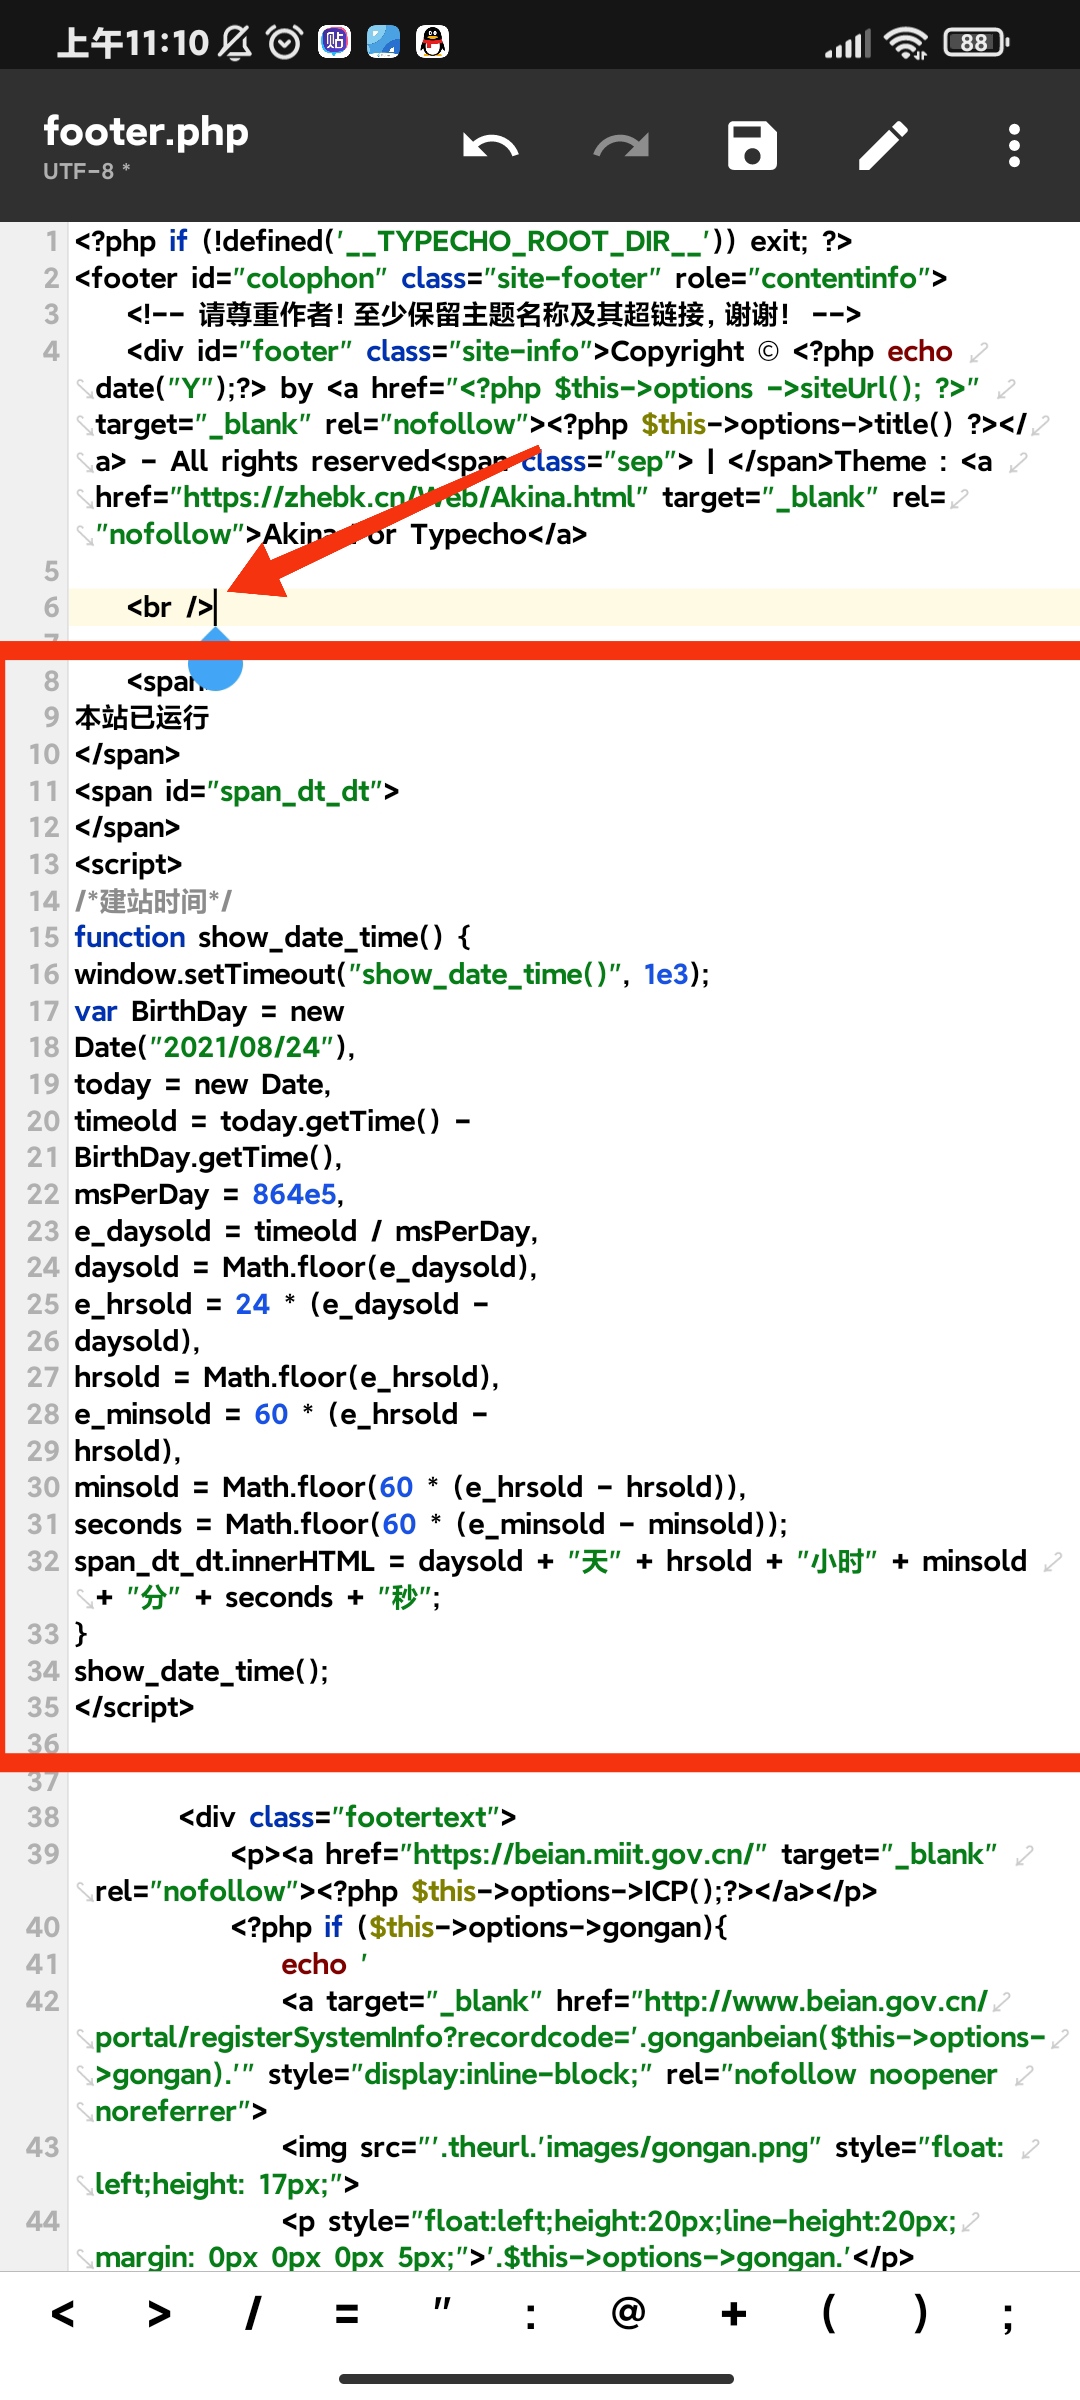 上午11:10 贴 88
footer.php
UTF-8 *
1 <?php if (!defined('__TYPECHO_ROOT_DIR__')) exit; ?>
2 <footer id="colophon" class="site-footer" role="contentinfo">
3 <!-- 请尊重作者！至少保留主题名称及其超链接，谢谢！ -->
4 <div id="footer" class="site-info">Copyright © <?php echo
date("Y");?> by <a href="<?php $this->options ->siteUrl(); ?>"
target="_blank" rel="nofollow"><?php $this->options->title() ?></
a> - All rights reserved<span class="sep"> | </span>Theme : <a
href="https://zhebk.cn/Web/Akina.html" target="_blank" rel=
"nofollow">Akina For Typecho</a>
5
6 <br />
7
8 <span
9 本站已运行
10 </span>
11 <span id="span_dt_dt">
12 </span>
13 <script>
14 /*建站时间*/
15 function show_date_time() {
16 window.setTimeout("show_date_time()", 1e3);
17 var BirthDay = new
18 Date("2021/08/24"),
19 today = new Date,
20 timeold = today.getTime() -
21 BirthDay.getTime(),
22 msPerDay = 864e5,
23 e_daysold = timeold / msPerDay,
24 daysold = Math.floor(e_daysold),
25 e_hrsold = 24 * (e_daysold -
26 daysold),
27 hrsold = Math.floor(e_hrsold),
28 e_minsold = 60 * (e_hrsold -
29 hrsold),
30 minsold = Math.floor(60 * (e_hrsold - hrsold)),
31 seconds = Math.floor(60 * (e_minsold - minsold));
32 span_dt_dt.innerHTML = daysold + "天" + hrsold + "小时" + minsold
+ "分" + seconds + "秒";
33 }
34 show_date_time();
35 </script>
36
37
38 <div class="footertext">
39 <p><a href="https://beian.miit.gov.cn/" target="_blank"
rel="nofollow"><?php $this->options->ICP();?></a></p>
40 <?php if ($this->options->gongan){
41 echo '
42 <a target="_blank" href="http://www.beian.gov.cn/
portal/registerSystemInfo?recordcode='.gonganbeian($this->options-
>gongan).'" style="display:inline-block;" rel="nofollow noopener
noreferrer">
43 <img src="'.theurl.'images/gongan.png" style="float:
left;height: 17px;">
44 <p style="float:left;height:20px;line-height:20px;
margin: 0px 0px 0px 5px;">'.$this->options->gongan.'</p>
< > / = " : @ + ( ) ;